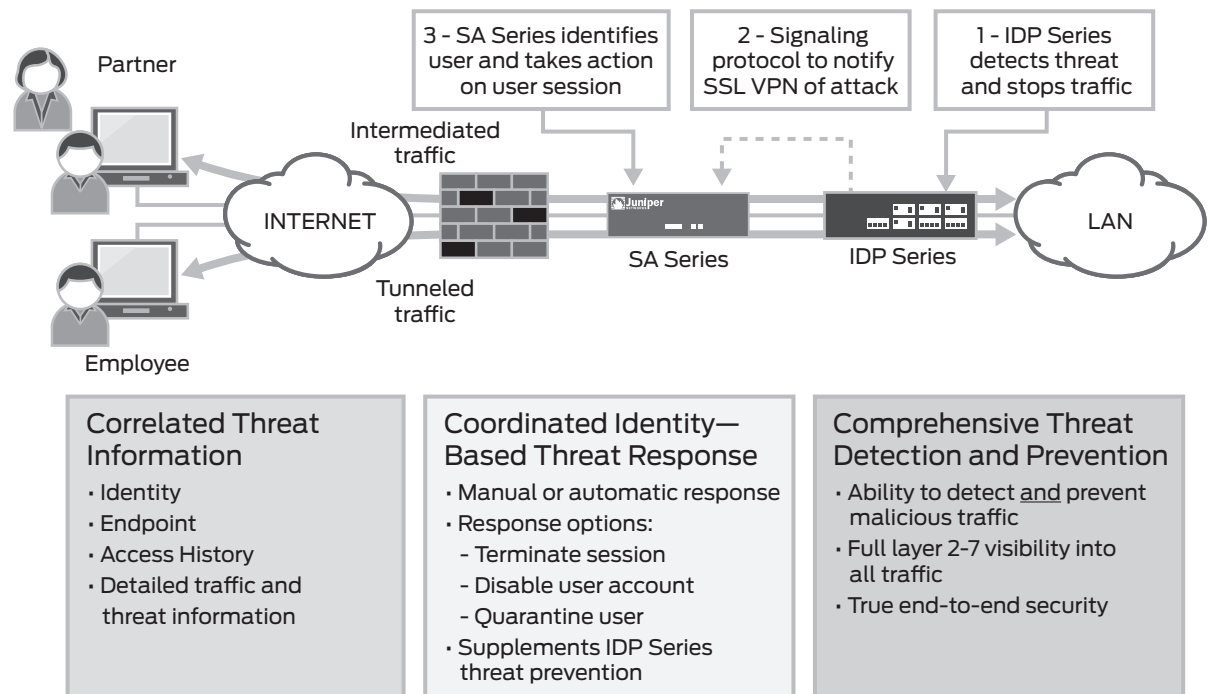 3 - SA Series identifies
user and takes action
on user session
2 - Signaling
protocol to notify
SSL VPN of attack
1 - IDP Series
detects threat
and stops traffic
Partner
Intermediated
traffic
INTERNET
Juniper
NETWORKS
LAN
SA Series
IDP Series
Tunneled
traffic
Employee
Correlated Threat
Information
· Identity
· Endpoint
· Access History
· Detailed traffic and
threat information
Coordinated Identity—
Based Threat Response
· Manual or automatic response
· Response options:
- Terminate session
- Disable user account
- Quarantine user
· Supplements IDP Series
threat prevention
Comprehensive Threat
Detection and Prevention
· Ability to detect and prevent
malicious traffic
· Full layer 2-7 visibility into
all traffic
· True end-to-end security